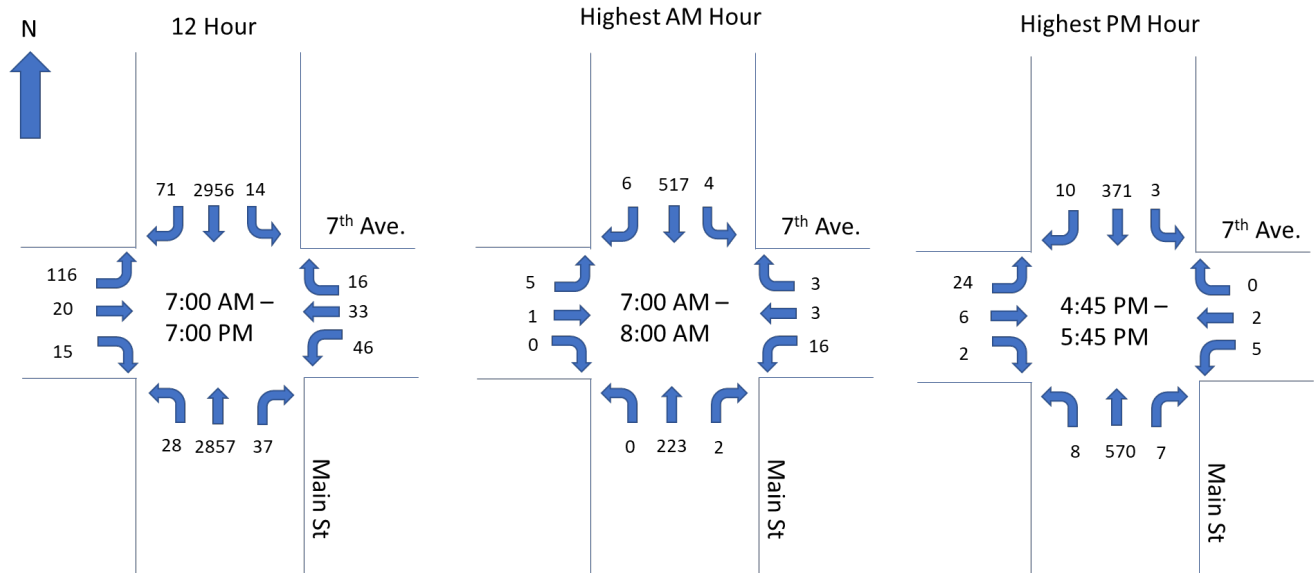 N
12 Hour
71 2956 14
7th Ave.
116
20
15
7:00 AM –
7:00 PM
16
33
46
28 2857 37
Main St
Highest AM Hour
6 517 4
7th Ave.
5
1
0
7:00 AM –
8:00 AM
3
3
16
0 223 2
Main St
Highest PM Hour
10 371 3
7th Ave.
24
6
2
4:45 PM –
5:45 PM
0
2
5
8 570 7
Main St